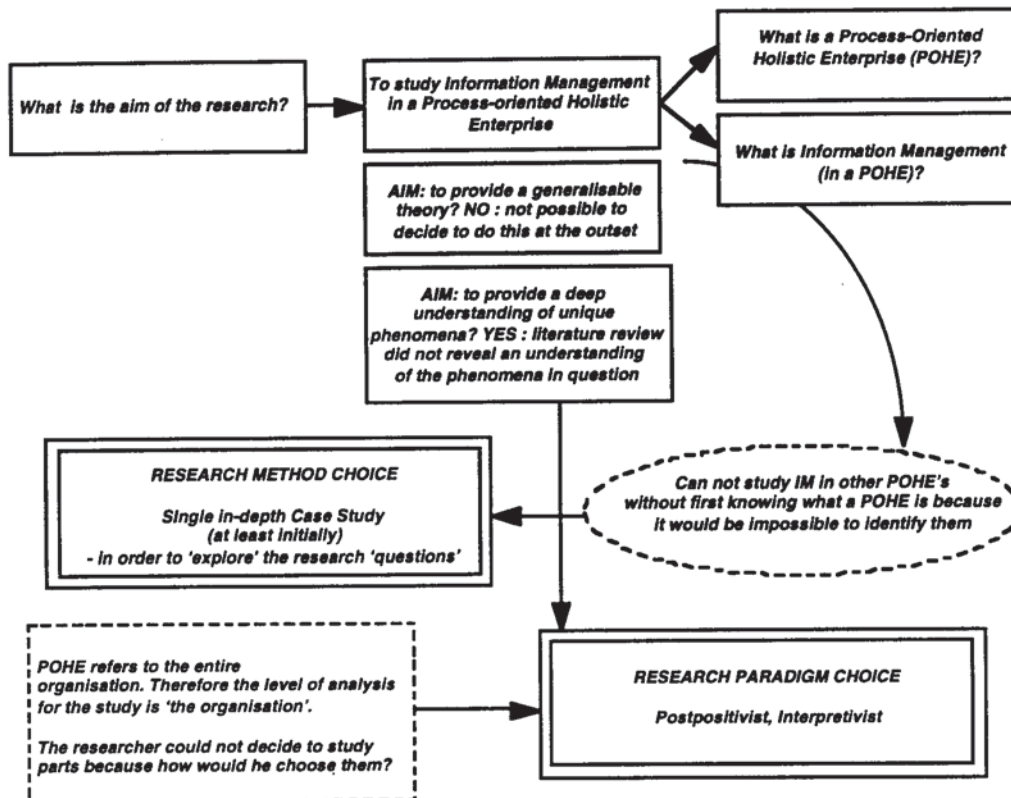 What is the aim of the research?
To study Information Management
in a Process-oriented Holistic
Enterprise
What is a Process-Oriented
Holistic Enterprise (POHE)?
What is Information Management
(in a POHE)?
AIM: to provide a generalisable
theory? NO : not possible to
decide to do this at the outset
AIM: to provide a deep
understanding of unique
phenomena? YES : literature review
did not reveal an understanding
of the phenomena in question
RESEARCH METHOD CHOICE
Single in-depth Case Study
(at least initially)
- in order to 'explore' the research 'questions'
Can not study IM in other POHE's
without first knowing what a POHE is because
it would be impossible to identify them
POHE refers to the entire
organisation. Therefore the level of analysis
for the study is 'the organisation'.
The researcher could not decide to study
parts because how would he choose them?
RESEARCH PARADIGM CHOICE
Postpositivist, Interpretivist